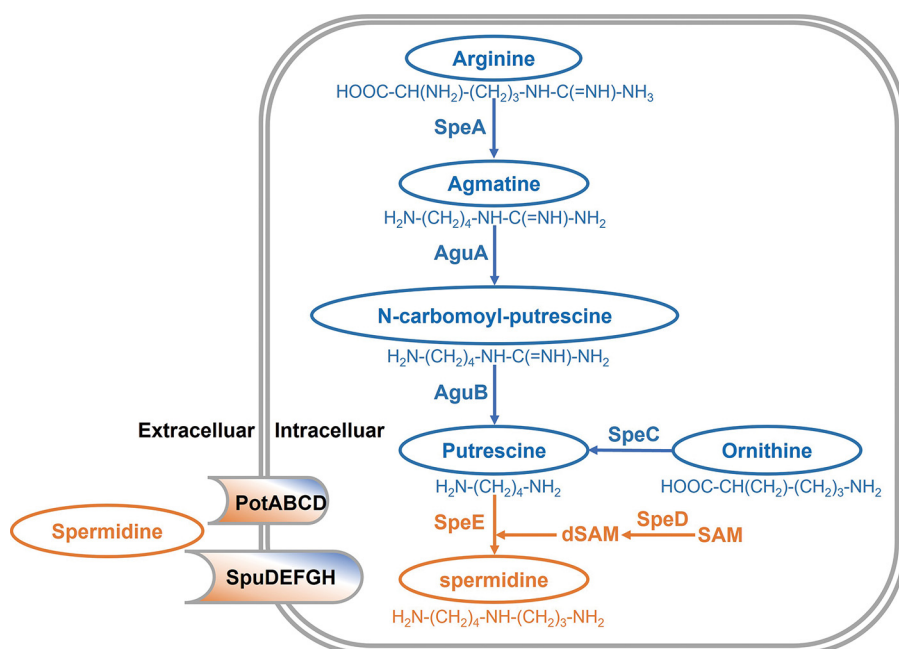 Arginine
HOOC-CH(NH₂)-(CH₂)₃-NH-C(=NH)-NH₃
SpeA
Agmatine
H₂N-(CH₂)₄-NH-C(=NH)-NH₂
AguA
N-carbomoyl-putrescine
H₂N-(CH₂)₄-NH-C(=NH)-NH₂
AguB
Extracelluar Intracelluar
Putrescine SpeC Ornithine
H₂N-(CH₂)₄-NH₂ HOOC-CH(CH₂)-(CH₂)₃-NH₂
PotABCD
Spermidine
SpuDEFGH
SpeE dSAM SpeD SAM
spermidine
H₂N-(CH₂)₄-NH-(CH₂)₃-NH₂